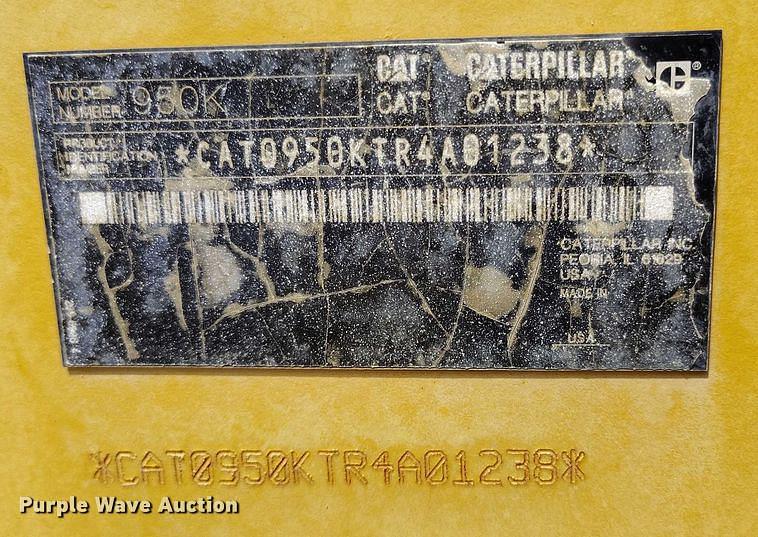 CAT® CATERPILLAR®
CAT® CATERPILLAR
MODEL
NUMBER
950K
PRODUCT
IDENTIFICATION
NUMBER
*CAT0950KTR4A01238*
CATERPILLAR INC.
PEORIA, IL 61629
USA
MADE IN
USA
*CAT0950KTR4A01238*
Purple Wave Auction